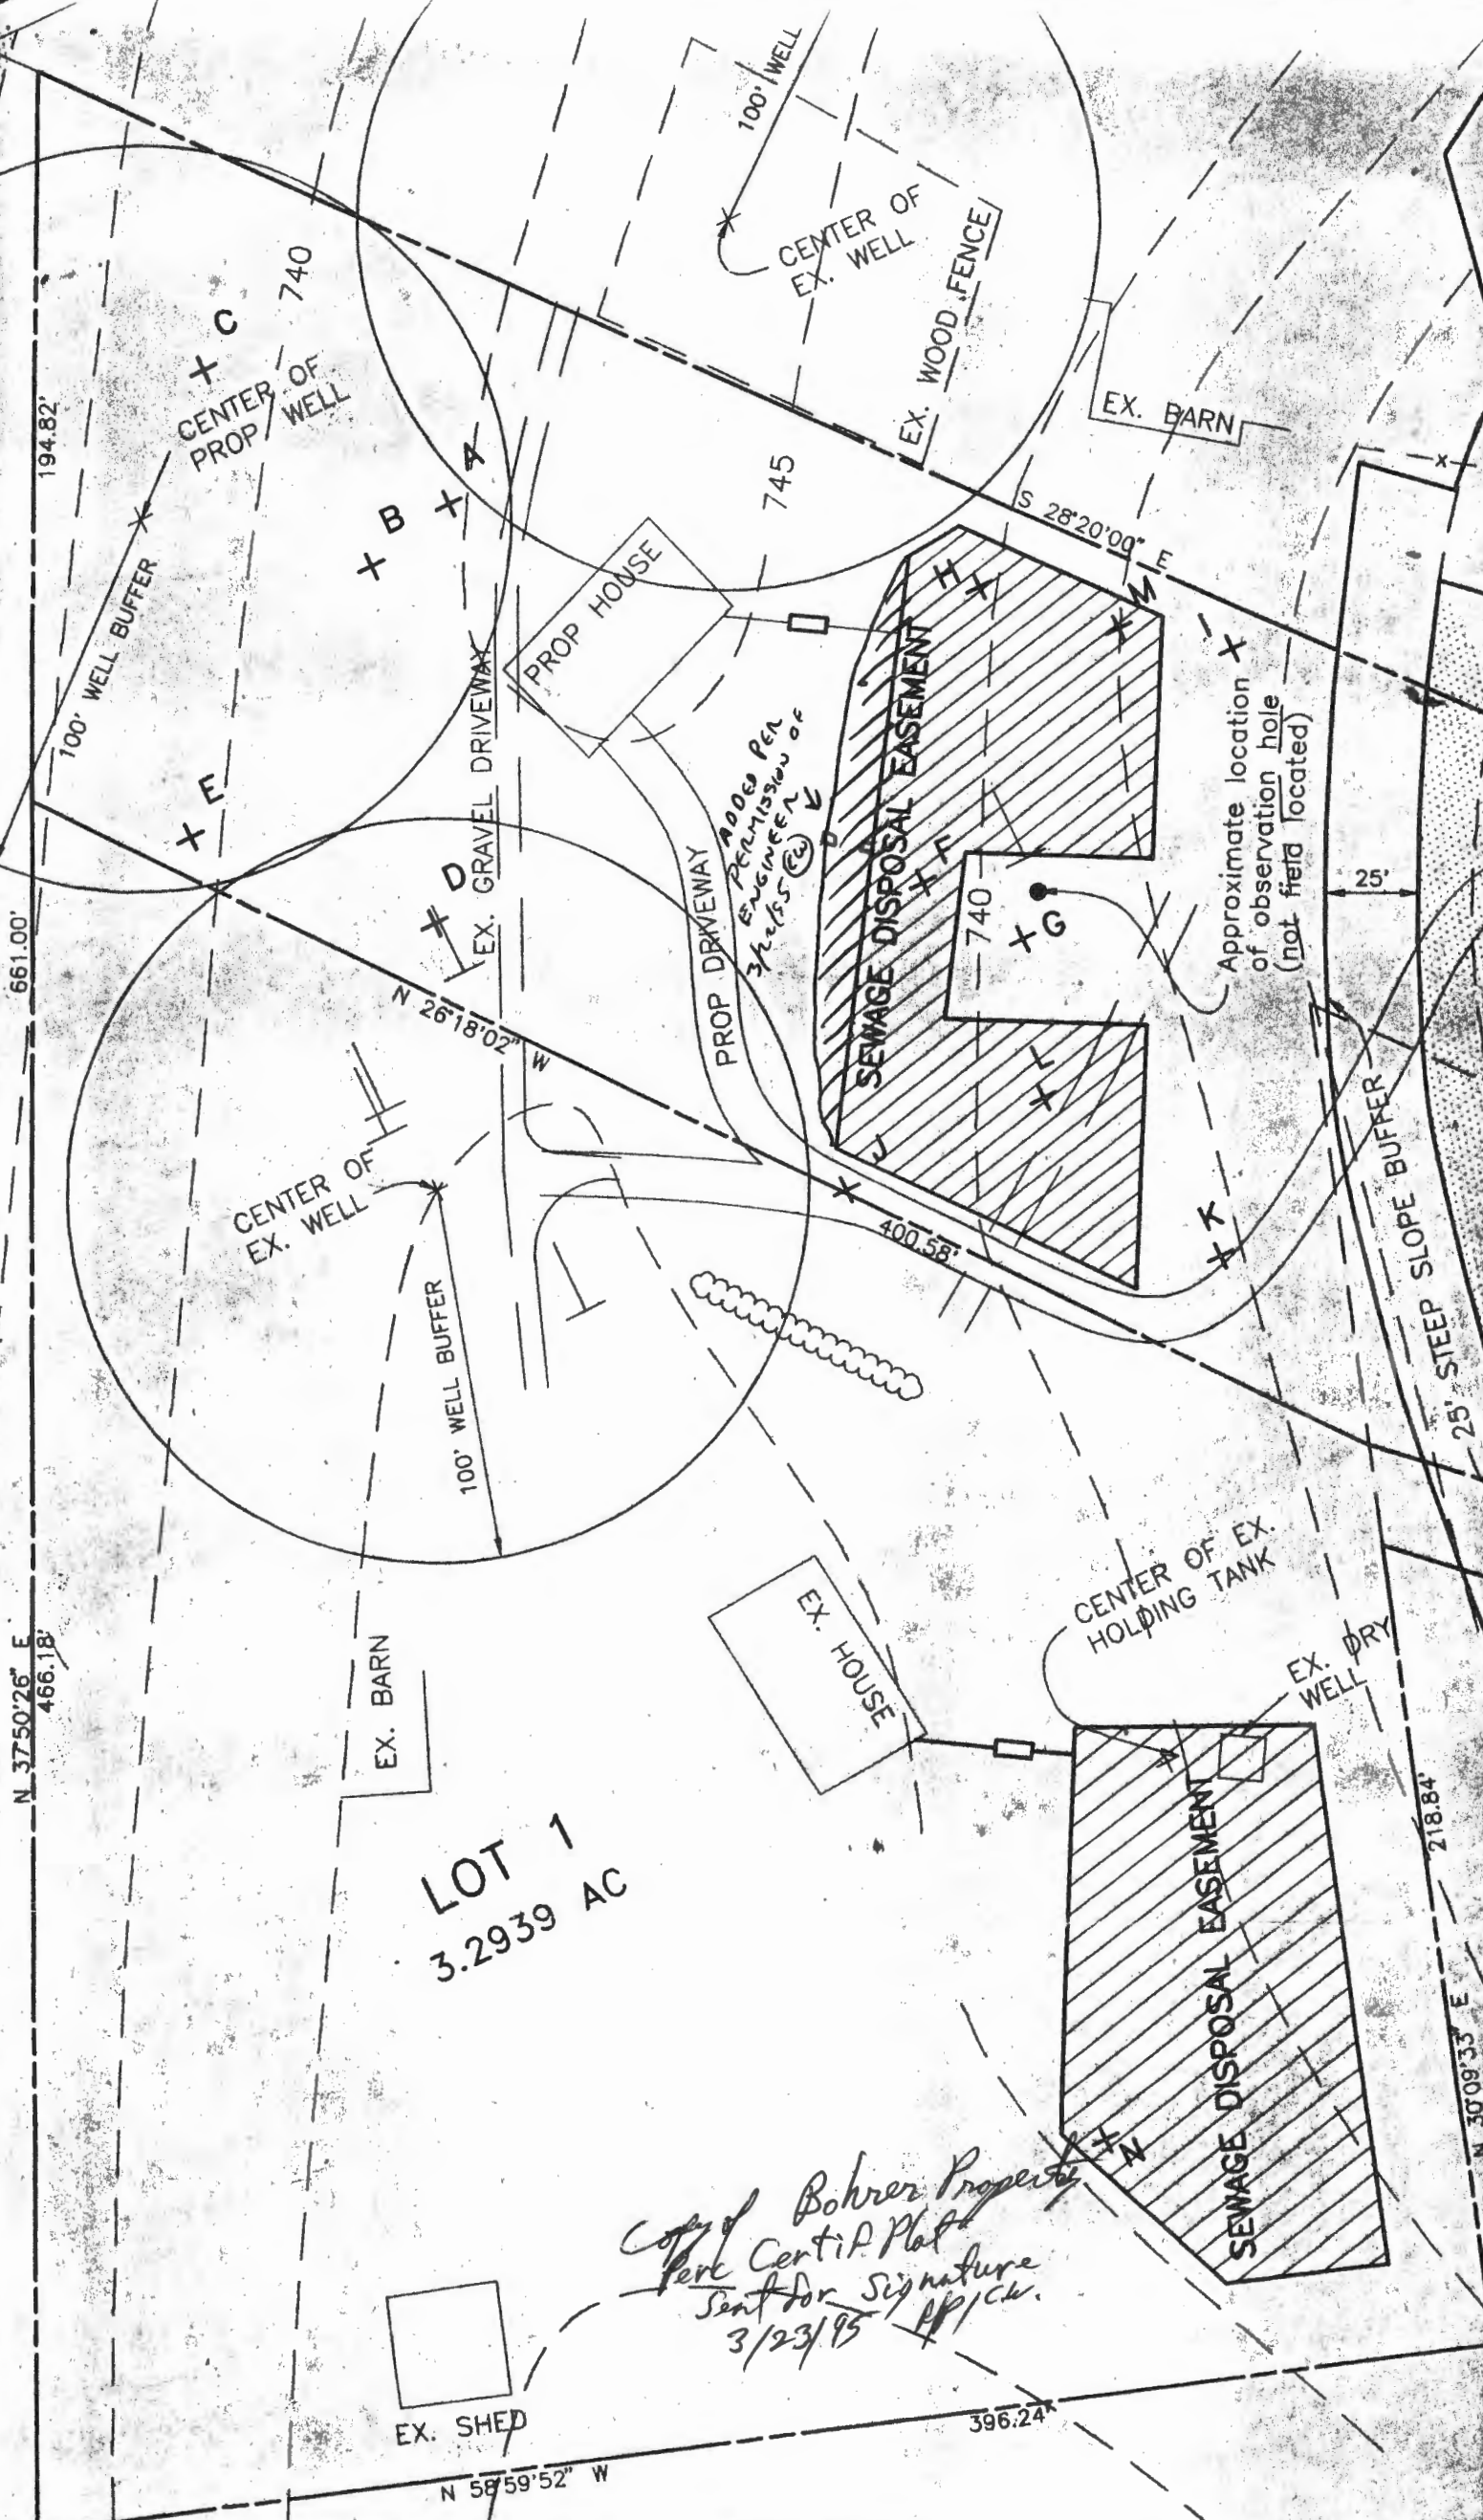 100' WELL
CENTER OF
EX. WELL
EX. WOOD FENCE
740
C
CENTER OF
PROP WELL
194.82'
EX. BARN
x
B
745
S 28°20'00" E
100' WELL BUFFER
PROP HOUSE
H
M
E
EX. GRAVEL DRIVEWAY
D
ADDED PER
PERMISSION OF
ENGINEER
3/22/95 CW
SEWAGE DISPOSAL EASEMENT
F
G
740
Approximate location
of observation hole
(not field located)
25'
661.00'
PROP DRIVEWAY
N 26°18'02" W
L
J
K
400.58'
CENTER OF
EX. WELL
100' WELL BUFFER
25' STEEP SLOPE BUFFER
CENTER OF EX.
HOLDING TANK
EX. DRY
WELL
EX. HOUSE
N 37°50'26" E
466.18'
EX. BARN
LOT 1
3.2939 AC
SEWAGE DISPOSAL EASEMENT
218.84'
N 30°09'33" E
N
Copy of Bohrer Property
Perc Certif. Plat
Sent for Signature
3/23/95
EX. SHED
396.24'
N 58°59'52" W